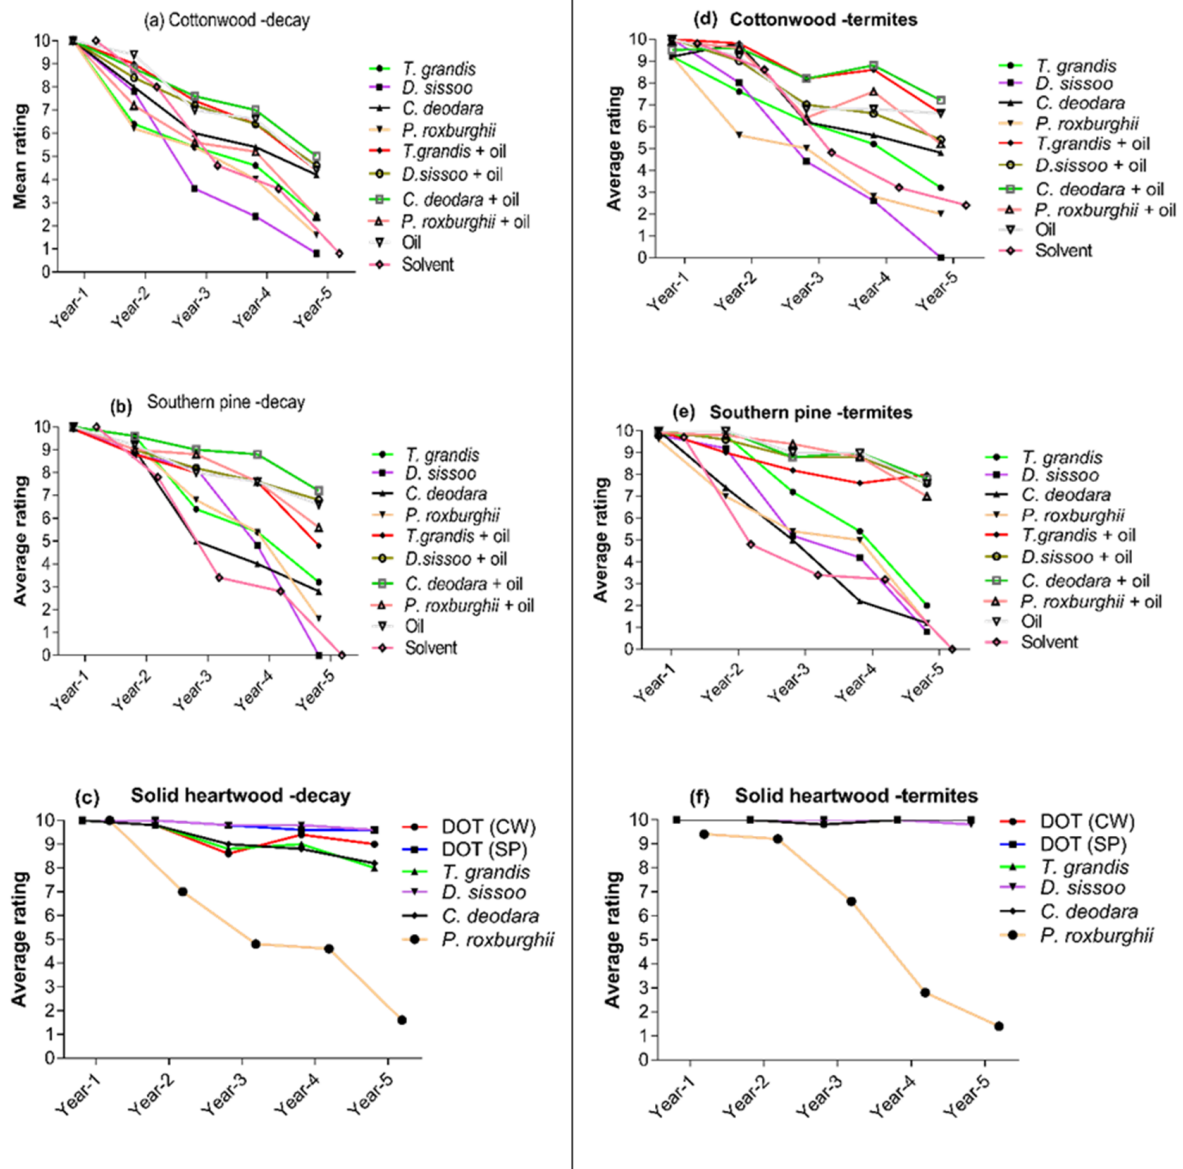 (a) Cottonwood -decay
Mean rating
10
9
8
7
6
5
4
3
2
1
0
Year-1
Year-2
Year-3
Year-4
Year-5
T. grandis
D. sissoo
C. deodara
P. roxburghii
T.grandis + oil
D.sissoo + oil
C. deodara + oil
P. roxburghii + oil
Oil
Solvent
(d) Cottonwood -termites
Average rating
10
9
8
7
6
5
4
3
2
1
0
Year-1
Year-2
Year-3
Year-4
Year-5
T. grandis
D. sissoo
C. deodara
P. roxburghii
T.grandis + oil
D.sissoo + oil
C. deodara + oil
P. roxburghii + oil
Oil
Solvent
(b) Southern pine -decay
Average rating
10
9
8
7
6
5
4
3
2
1
0
Year-1
Year-2
Year-3
Year-4
Year-5
T. grandis
D. sissoo
C. deodara
P. roxburghii
T.grandis + oil
D.sissoo + oil
C. deodara + oil
P. roxburghii + oil
Oil
Solvent
(e) Southern pine -termites
Average rating
10
9
8
7
6
5
4
3
2
1
0
Year-1
Year-2
Year-3
Year-4
Year-5
T. grandis
D. sissoo
C. deodara
P. roxburghii
T.grandis + oil
D.sissoo + oil
C. deodara + oil
P. roxburghii + oil
Oil
Solvent
(c) Solid heartwood -decay
Average rating
10
9
8
7
6
5
4
3
2
1
0
Year-1
Year-2
Year-3
Year-4
Year-5
DOT (CW)
DOT (SP)
T. grandis
D. sissoo
C. deodara
P. roxburghii
(f) Solid heartwood -termites
Average rating
10
9
8
7
6
5
4
3
2
1
0
Year-1
Year-2
Year-3
Year-4
Year-5
DOT (CW)
DOT (SP)
T. grandis
D. sissoo
C. deodara
P. roxburghii